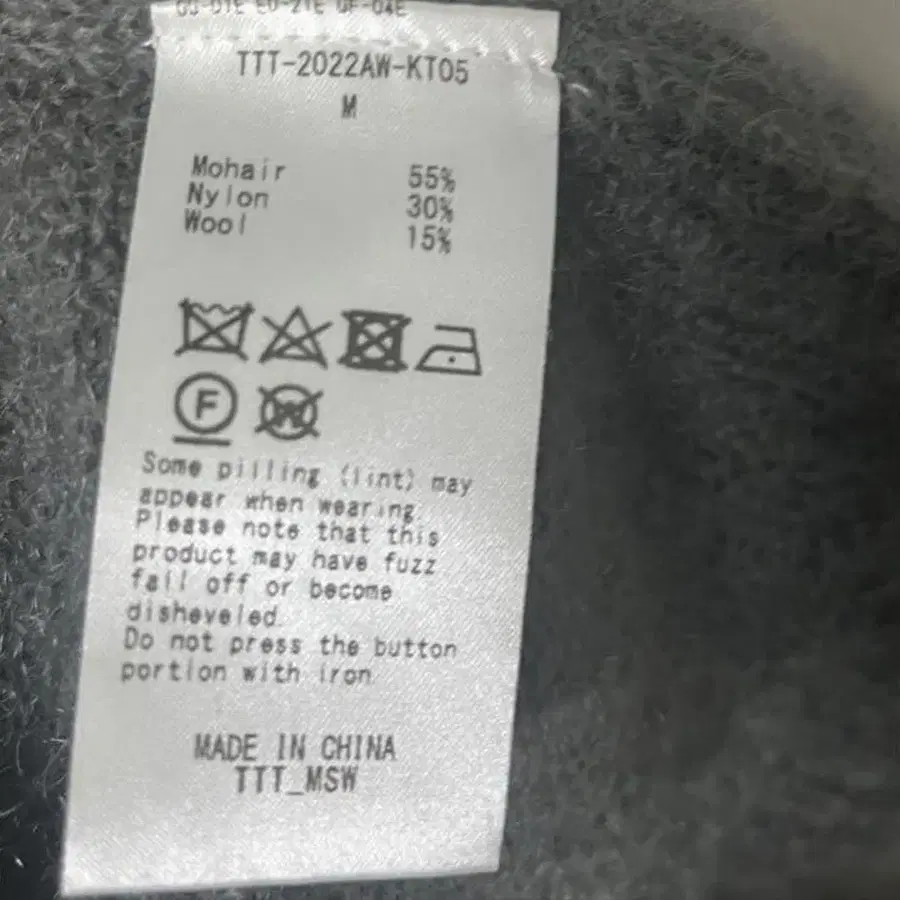 TTT-2022AW-KT05
M
Mohair 55%
Nylon 30%
Wool 15%
F W
Some pilling (lint) may
appear when wearing.
Please note that this
product may have fuzz
fall off or become
disheveled.
Do not press the button
portion with iron
MADE IN CHINA
TTT_MSW